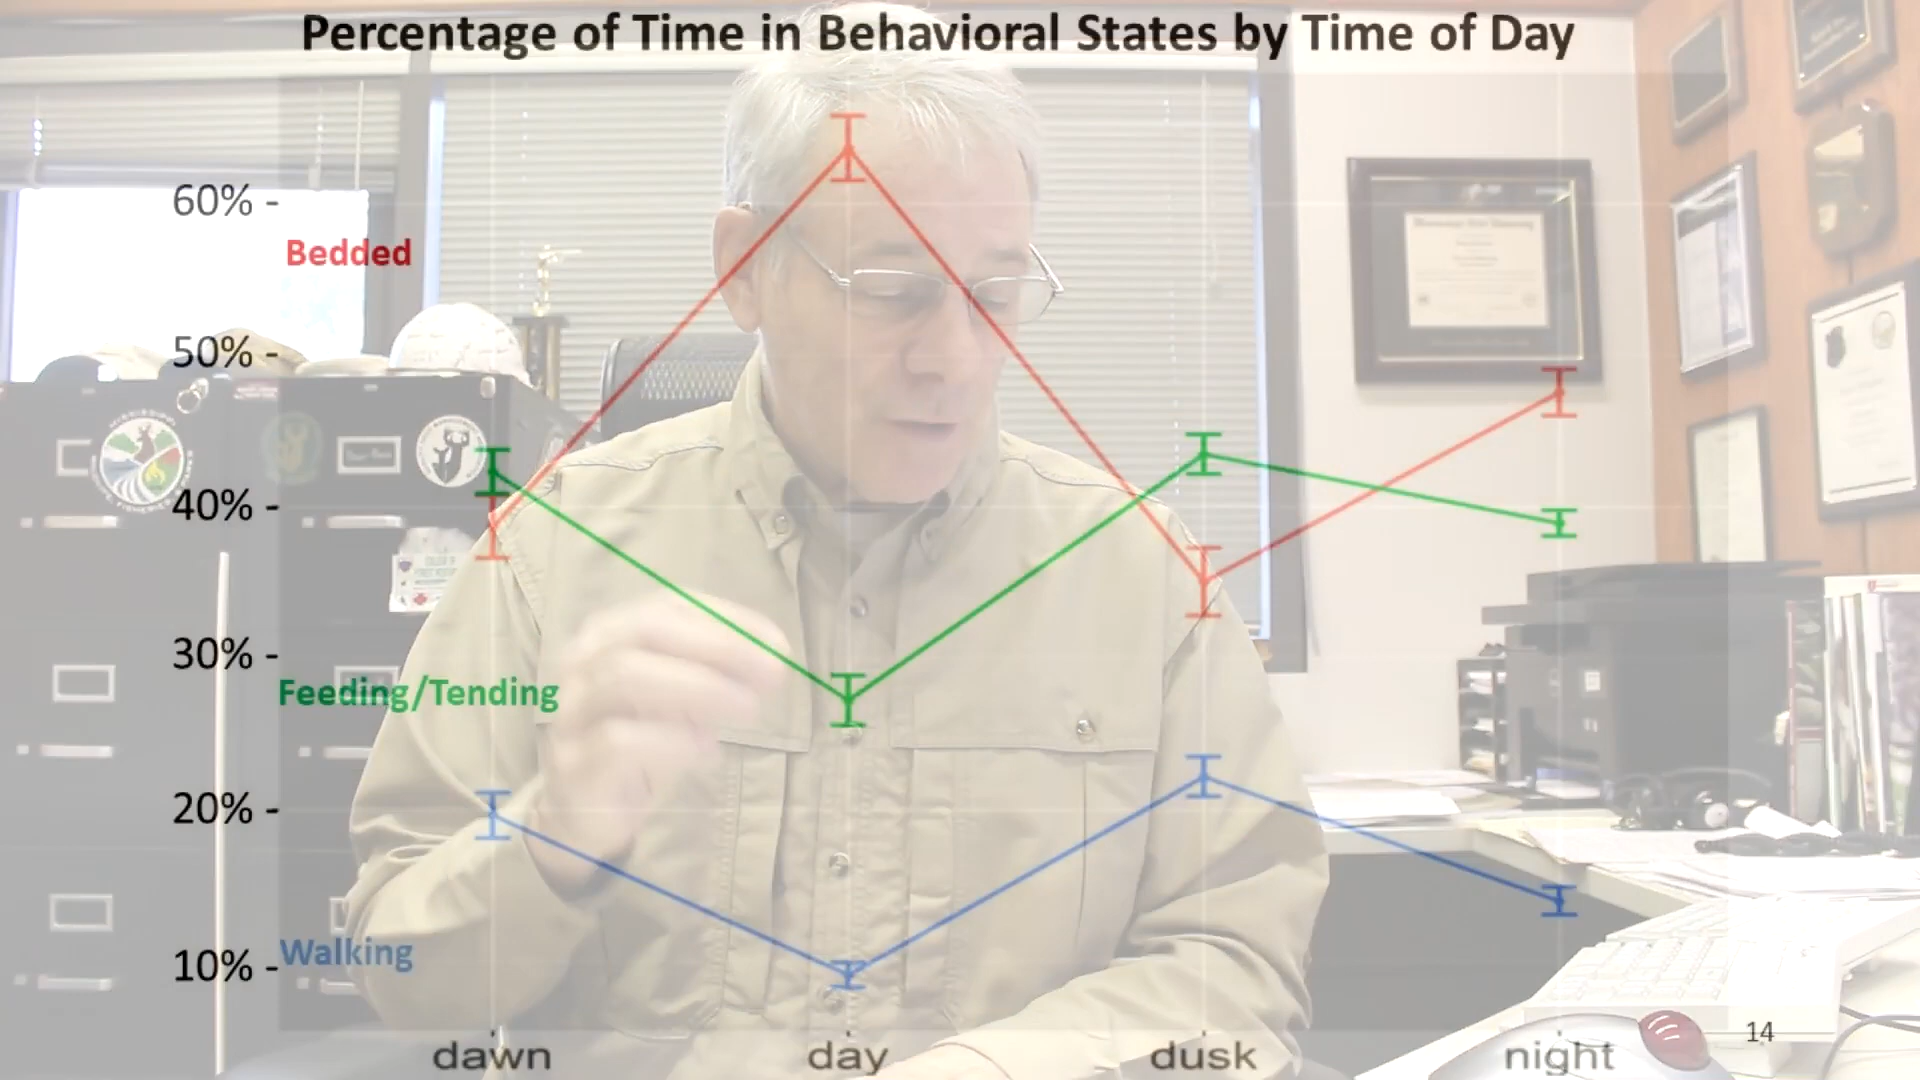 Percentage of Time in Behavioral States by Time of Day
60% -
Bedded
50% -
40% -
30% -
Feeding/Tending
20% -
Walking
10% -
14
dawn day dusk night